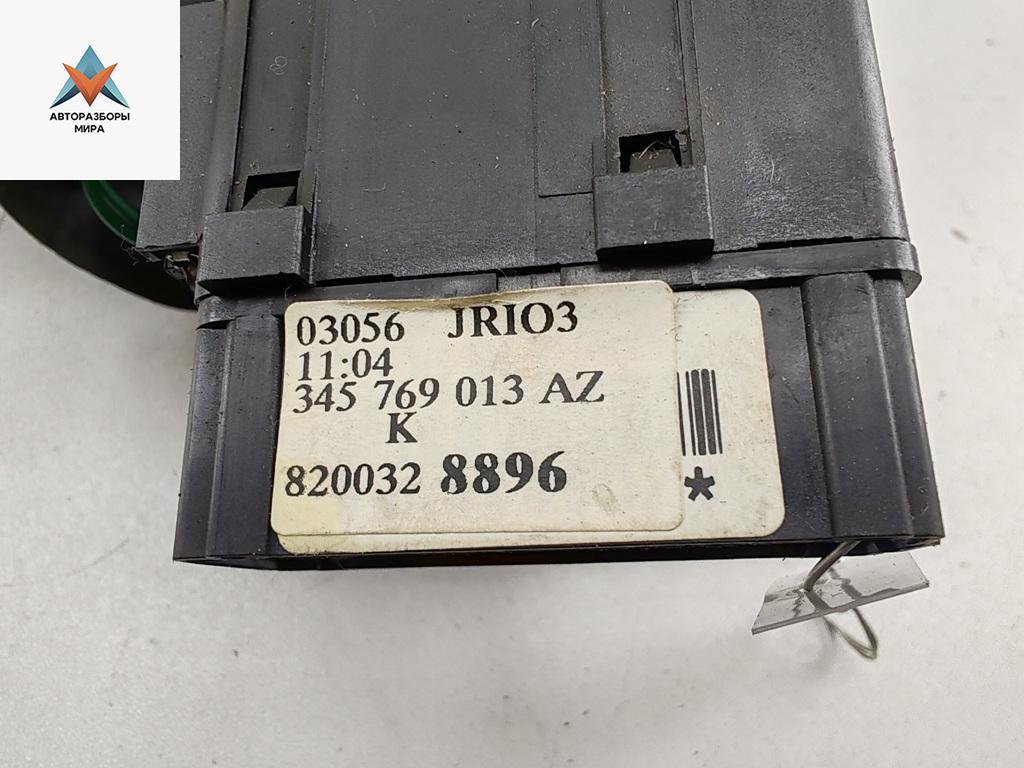 АВТОРАЗБОРЫ
МИРА
03056 JRIO3
11:04
345 769 013 AZ
K
820032 8896
*